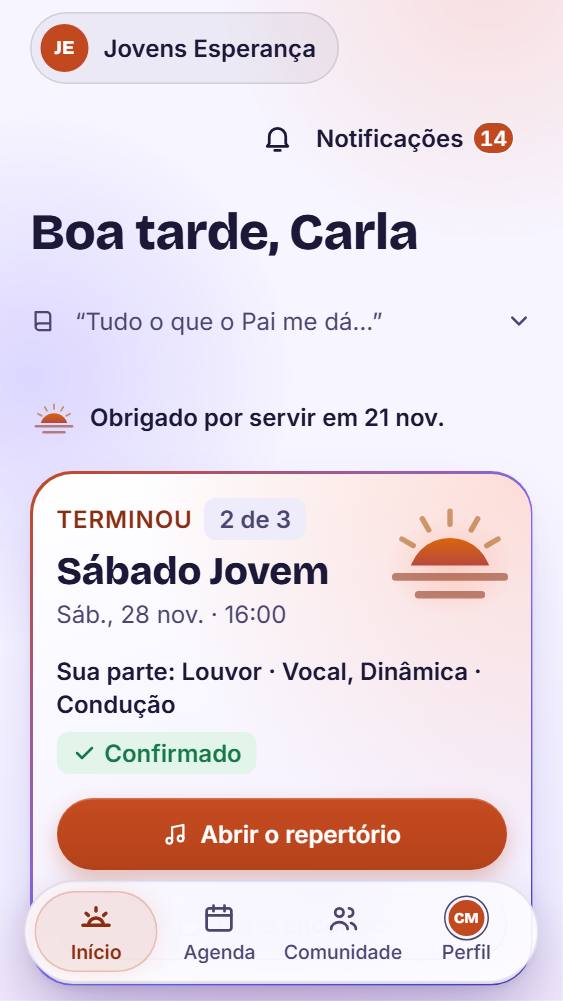 JE Jovens Esperança
Notificações 14
Boa tarde, Carla
“Tudo o que o Pai me dá...”
Obrigado por servir em 21 nov.
TERMINOU 2 de 3
Sábado Jovem
Sáb., 28 nov. · 16:00
Sua parte: Louvor · Vocal, Dinâmica ·
Condução
Confirmado
Abrir o repertório
CM
Início Agenda Comunidade Perfil